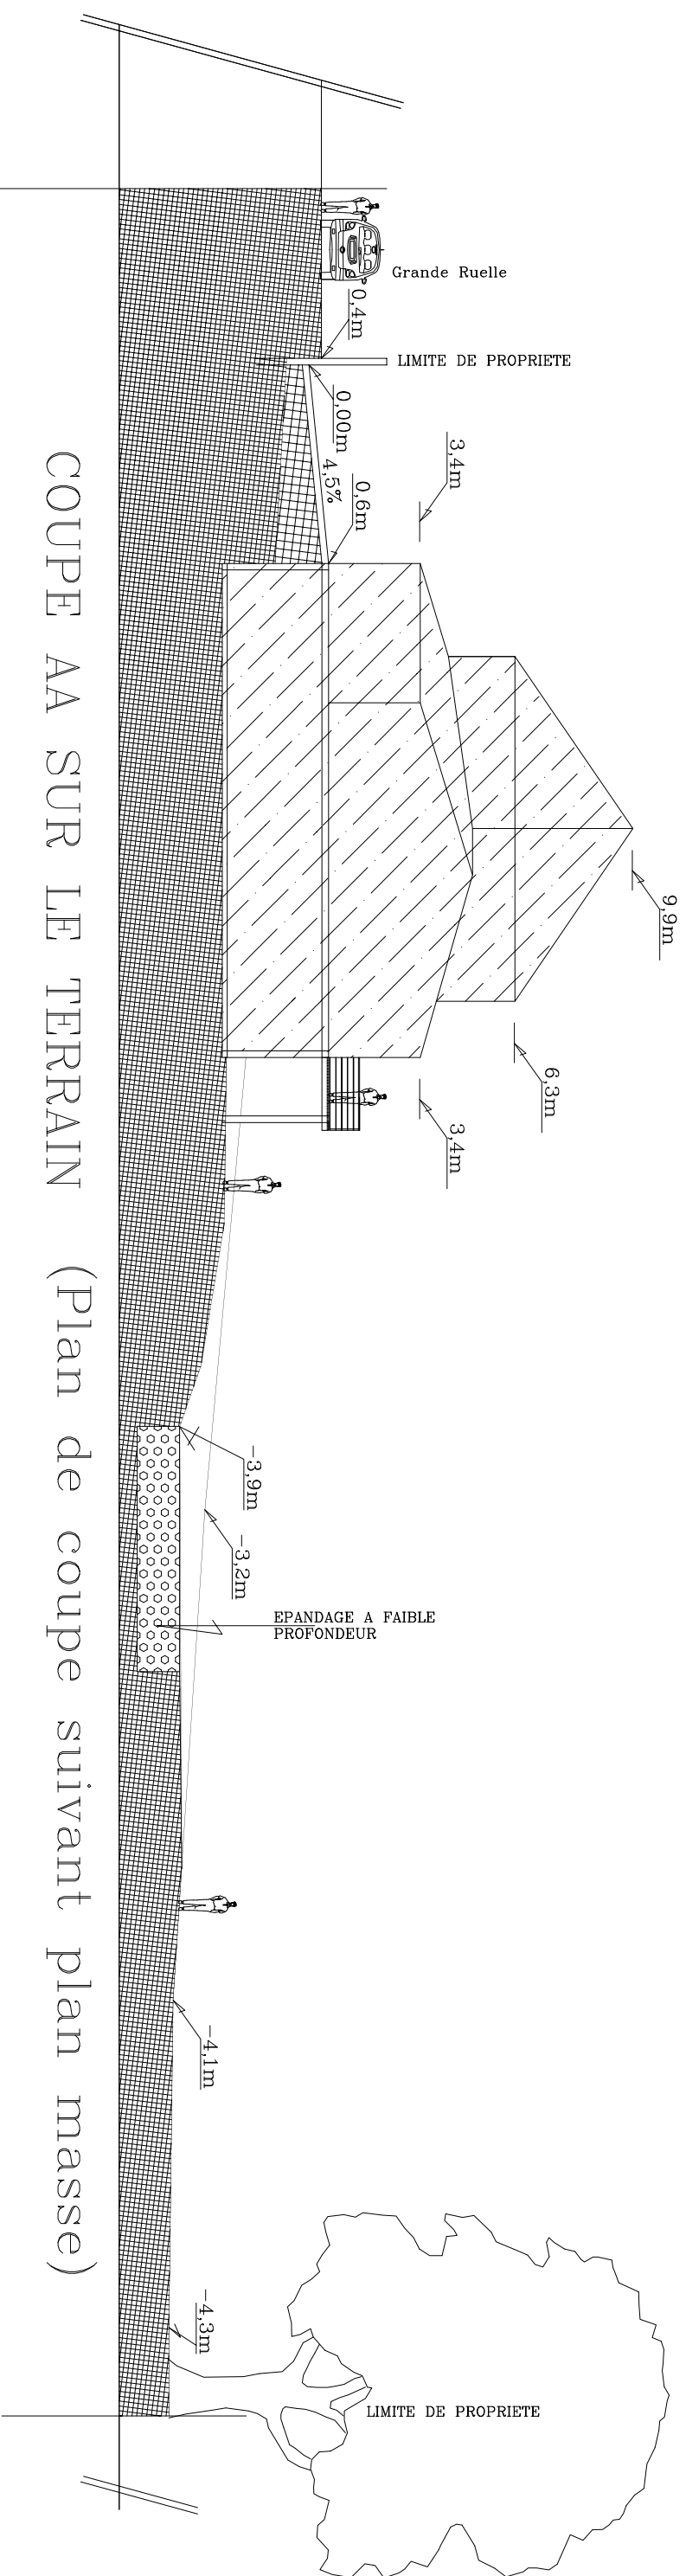 Grande Ruelle
0,4m
LIMITE DE PROPRIETE
0,00m
4,5%
0,6m
3,4m
9,9m
6,3m
3,4m
-3,9m
-3,2m
EPANDAGE A FAIBLE
PROFONDEUR
-4,1m
-4,3m
LIMITE DE PROPRIETE
COUPE AA SUR LE TERRAIN (Plan de coupe suivant plan masse)